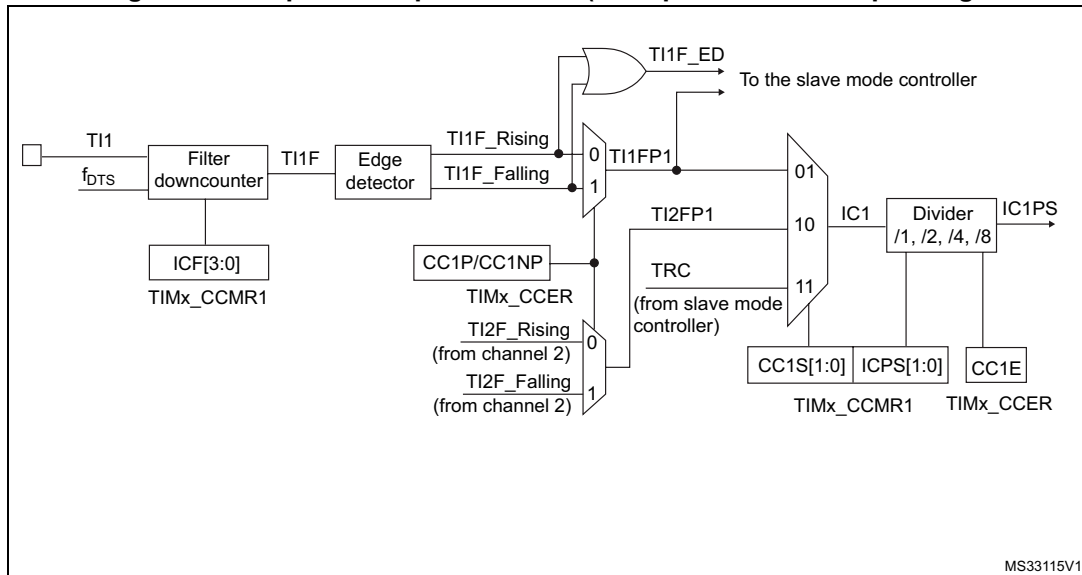 TI1F_ED
To the slave mode controller
TI1
TI1F_Rising
Filter
downcounter
TI1F
Edge
detector
0
TI1FP1
01
f_DTS
TI1F_Falling
1
TI2FP1
10
IC1
Divider
/1, /2, /4, /8
IC1PS
ICF[3:0]
CC1P/CC1NP
TRC
11
TIMx_CCMR1
TIMx_CCER
(from slave mode
controller)
TI2F_Rising
0
(from channel 2)
CC1S[1:0]
ICPS[1:0]
CC1E
TI2F_Falling
1
(from channel 2)
TIMx_CCMR1
TIMx_CCER
MS33115V1